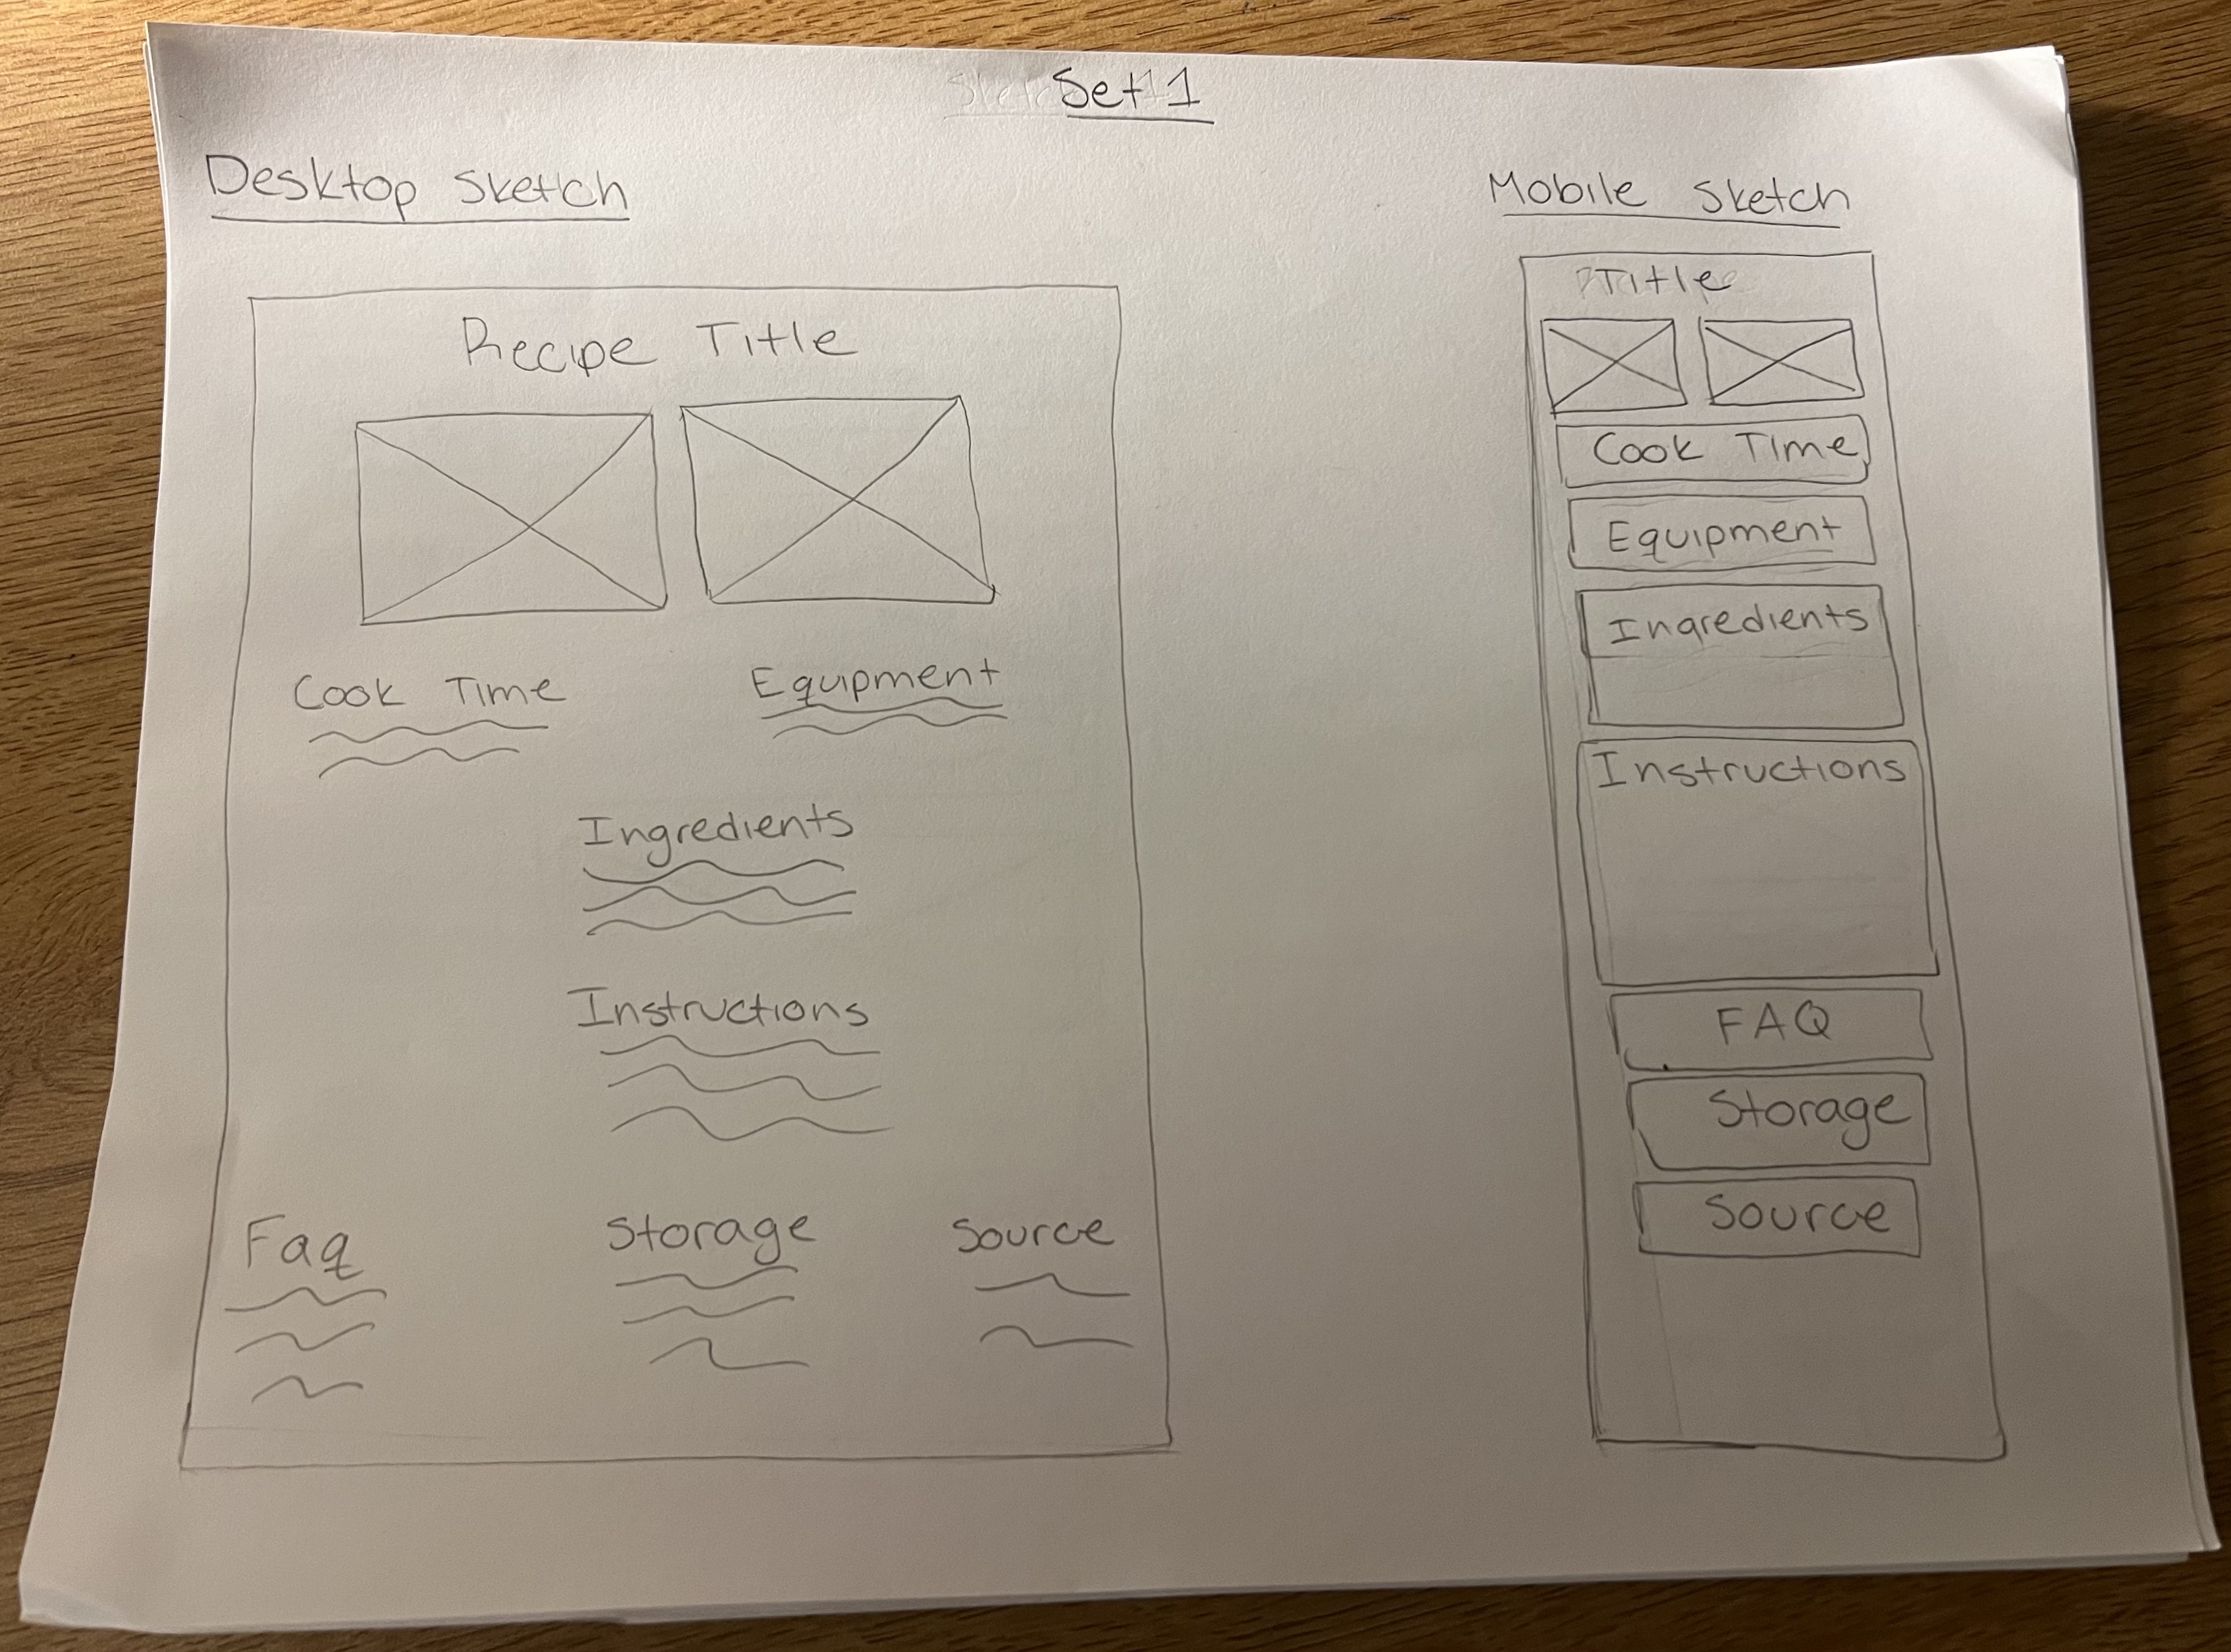 Set 1
Desktop Sketch
Recipe Title
Cook Time
Equipment
Ingredients
Instructions
Faq
Storage
Source
Mobile Sketch
Title
Cook Time
Equipment
Ingredients
Instructions
FAQ
Storage
Source